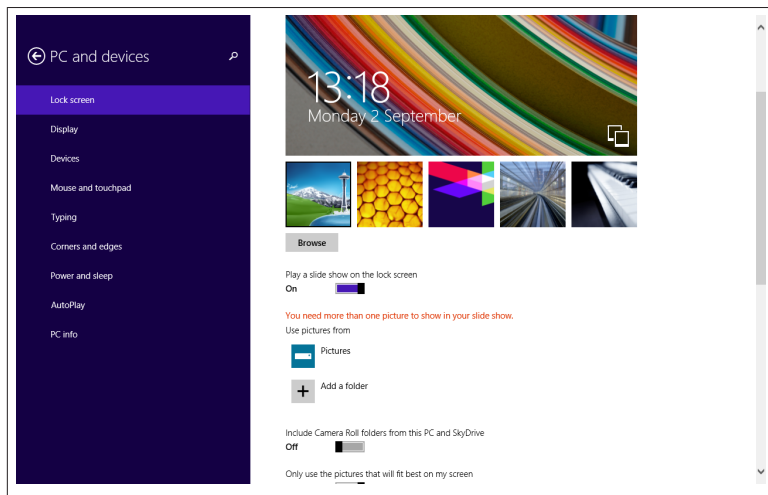 PC and devices
Lock screen
Display
Devices
Mouse and touchpad
Typing
Corners and edges
Power and sleep
AutoPlay
PC info
13:18
Monday 2 September
Browse
Play a slide show on the lock screen
On
You need more than one picture to show in your slide show.
Use pictures from
Pictures
Add a folder
Include Camera Roll folders from this PC and SkyDrive
Off
Only use the pictures that will fit best on my screen